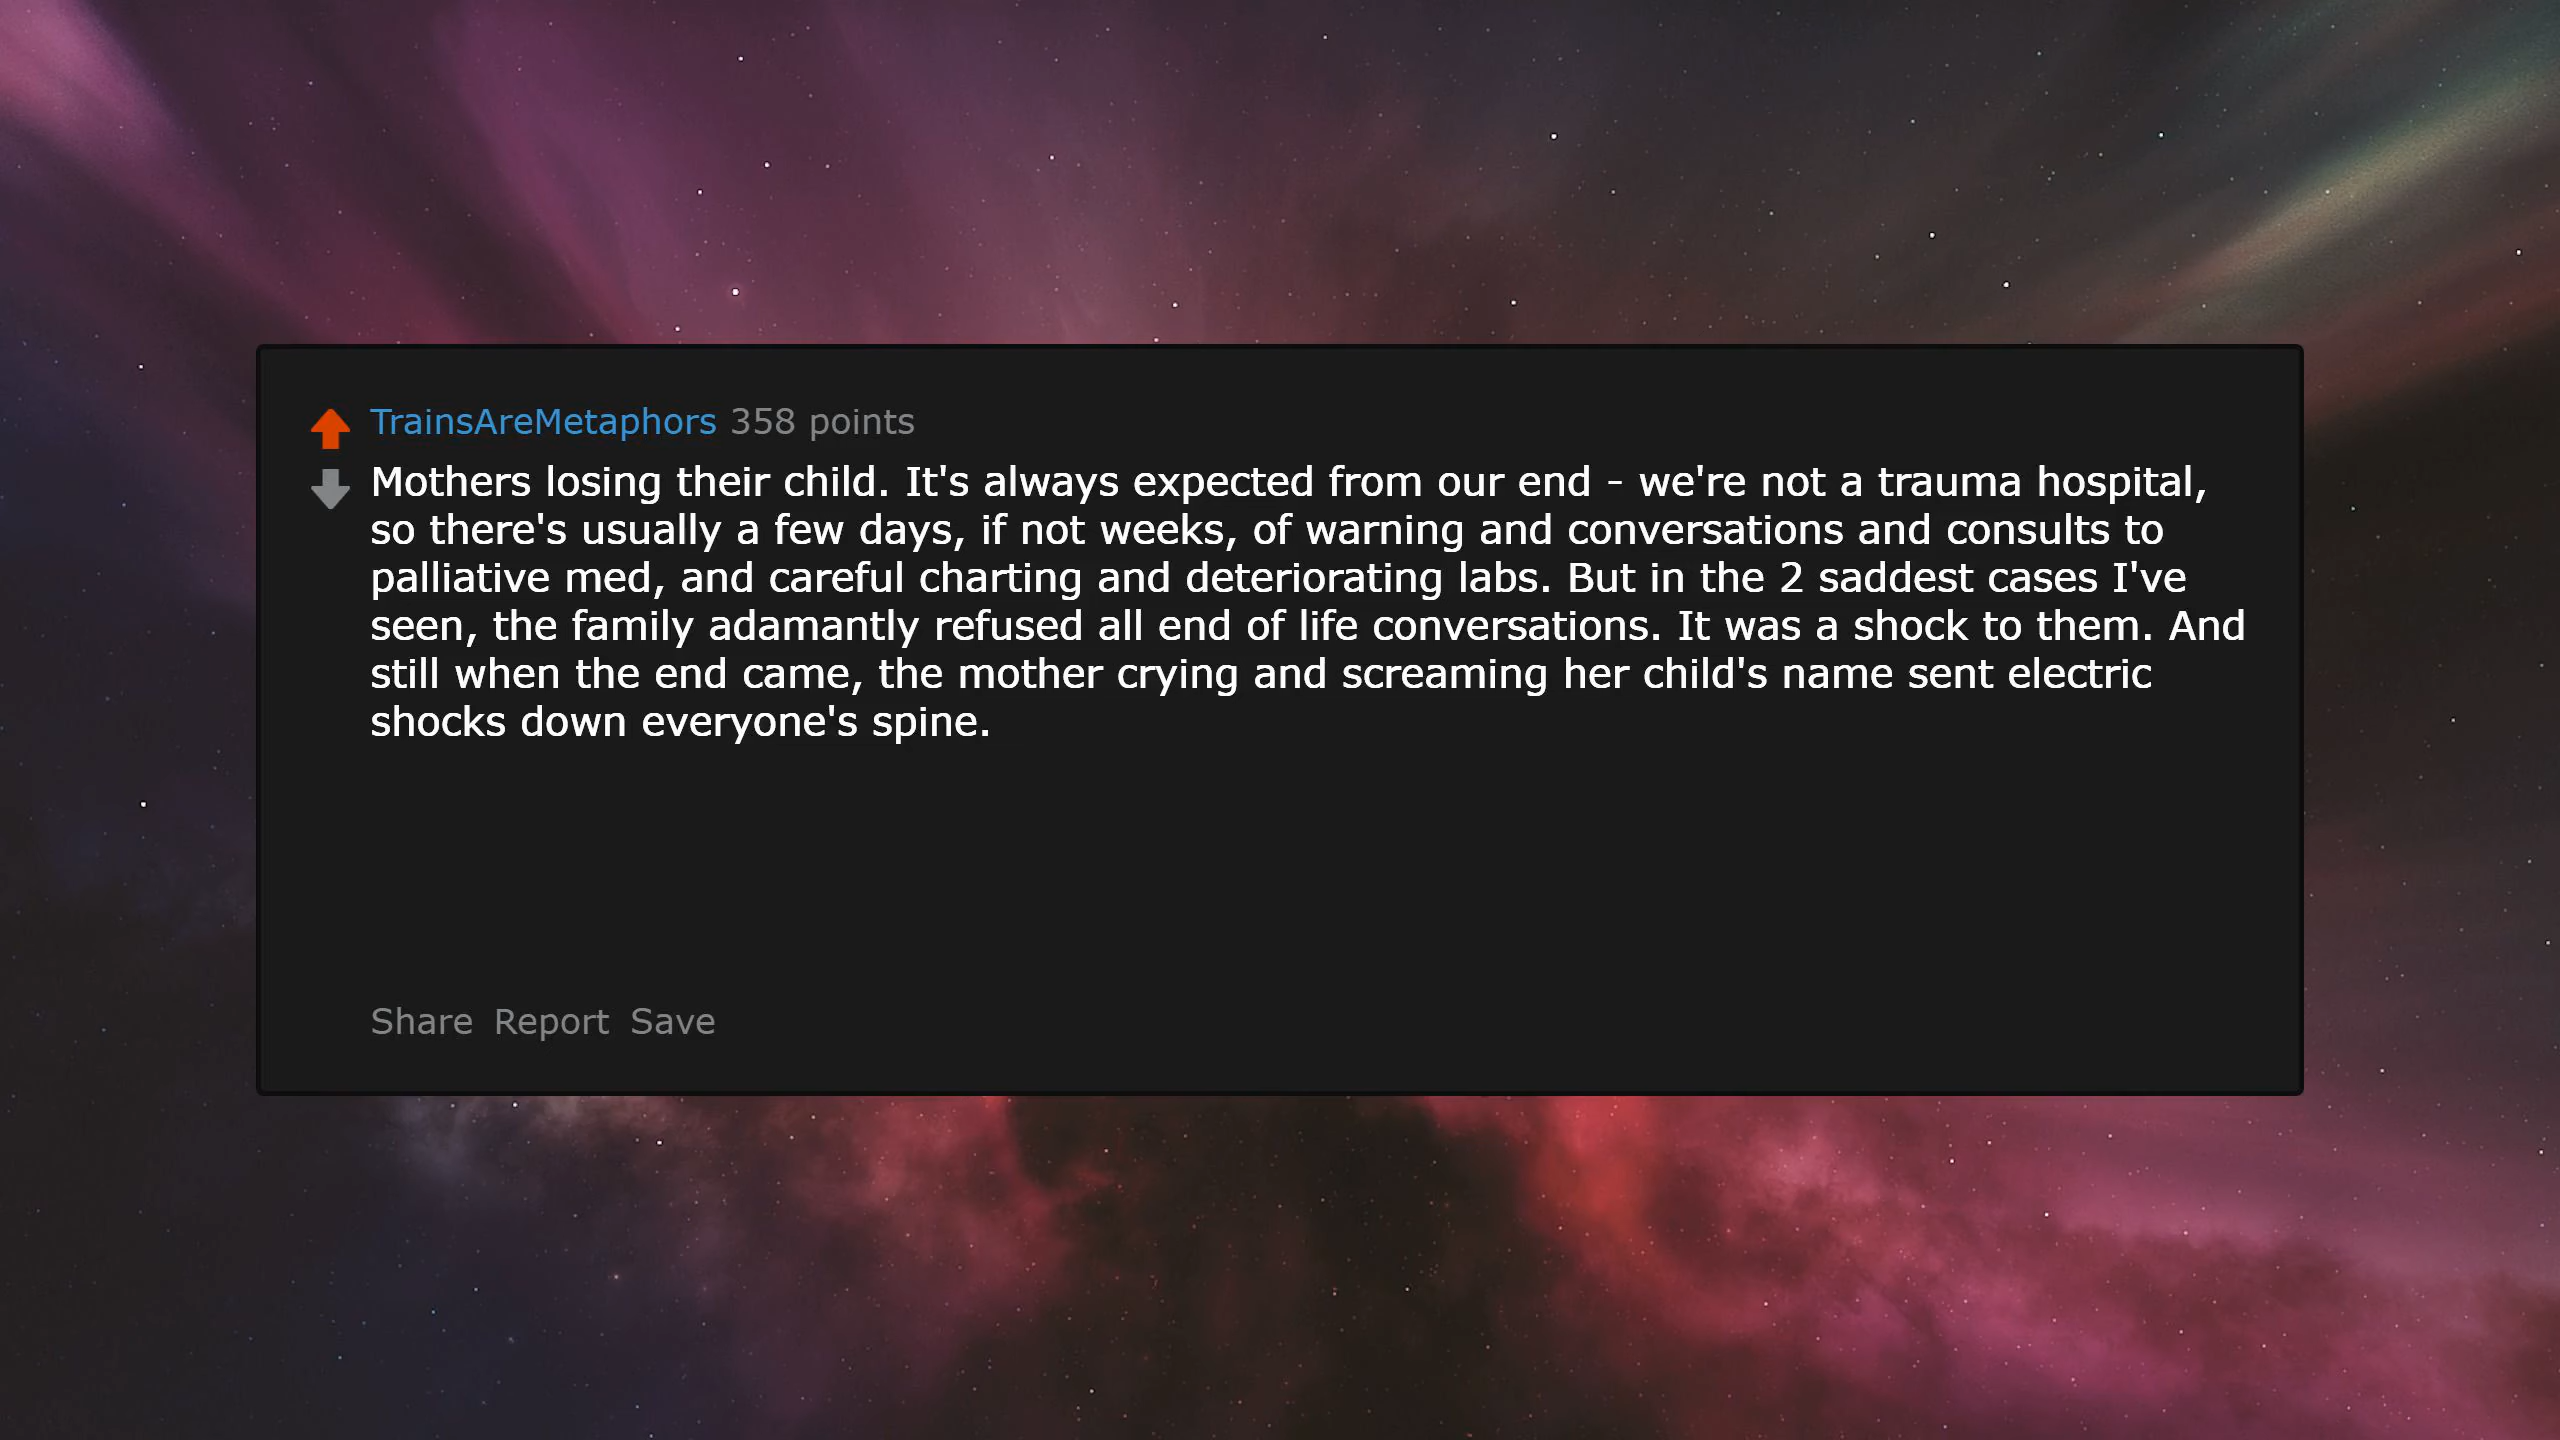 TrainsAreMetaphors 358 points
Mothers losing their child. It's always expected from our end - we're not a trauma hospital,
so there's usually a few days, if not weeks, of warning and conversations and consults to
palliative med, and careful charting and deteriorating labs. But in the 2 saddest cases I've
seen, the family adamantly refused all end of life conversations. It was a shock to them. And
still when the end came, the mother crying and screaming her child's name sent electric
shocks down everyone's spine.
Share Report Save